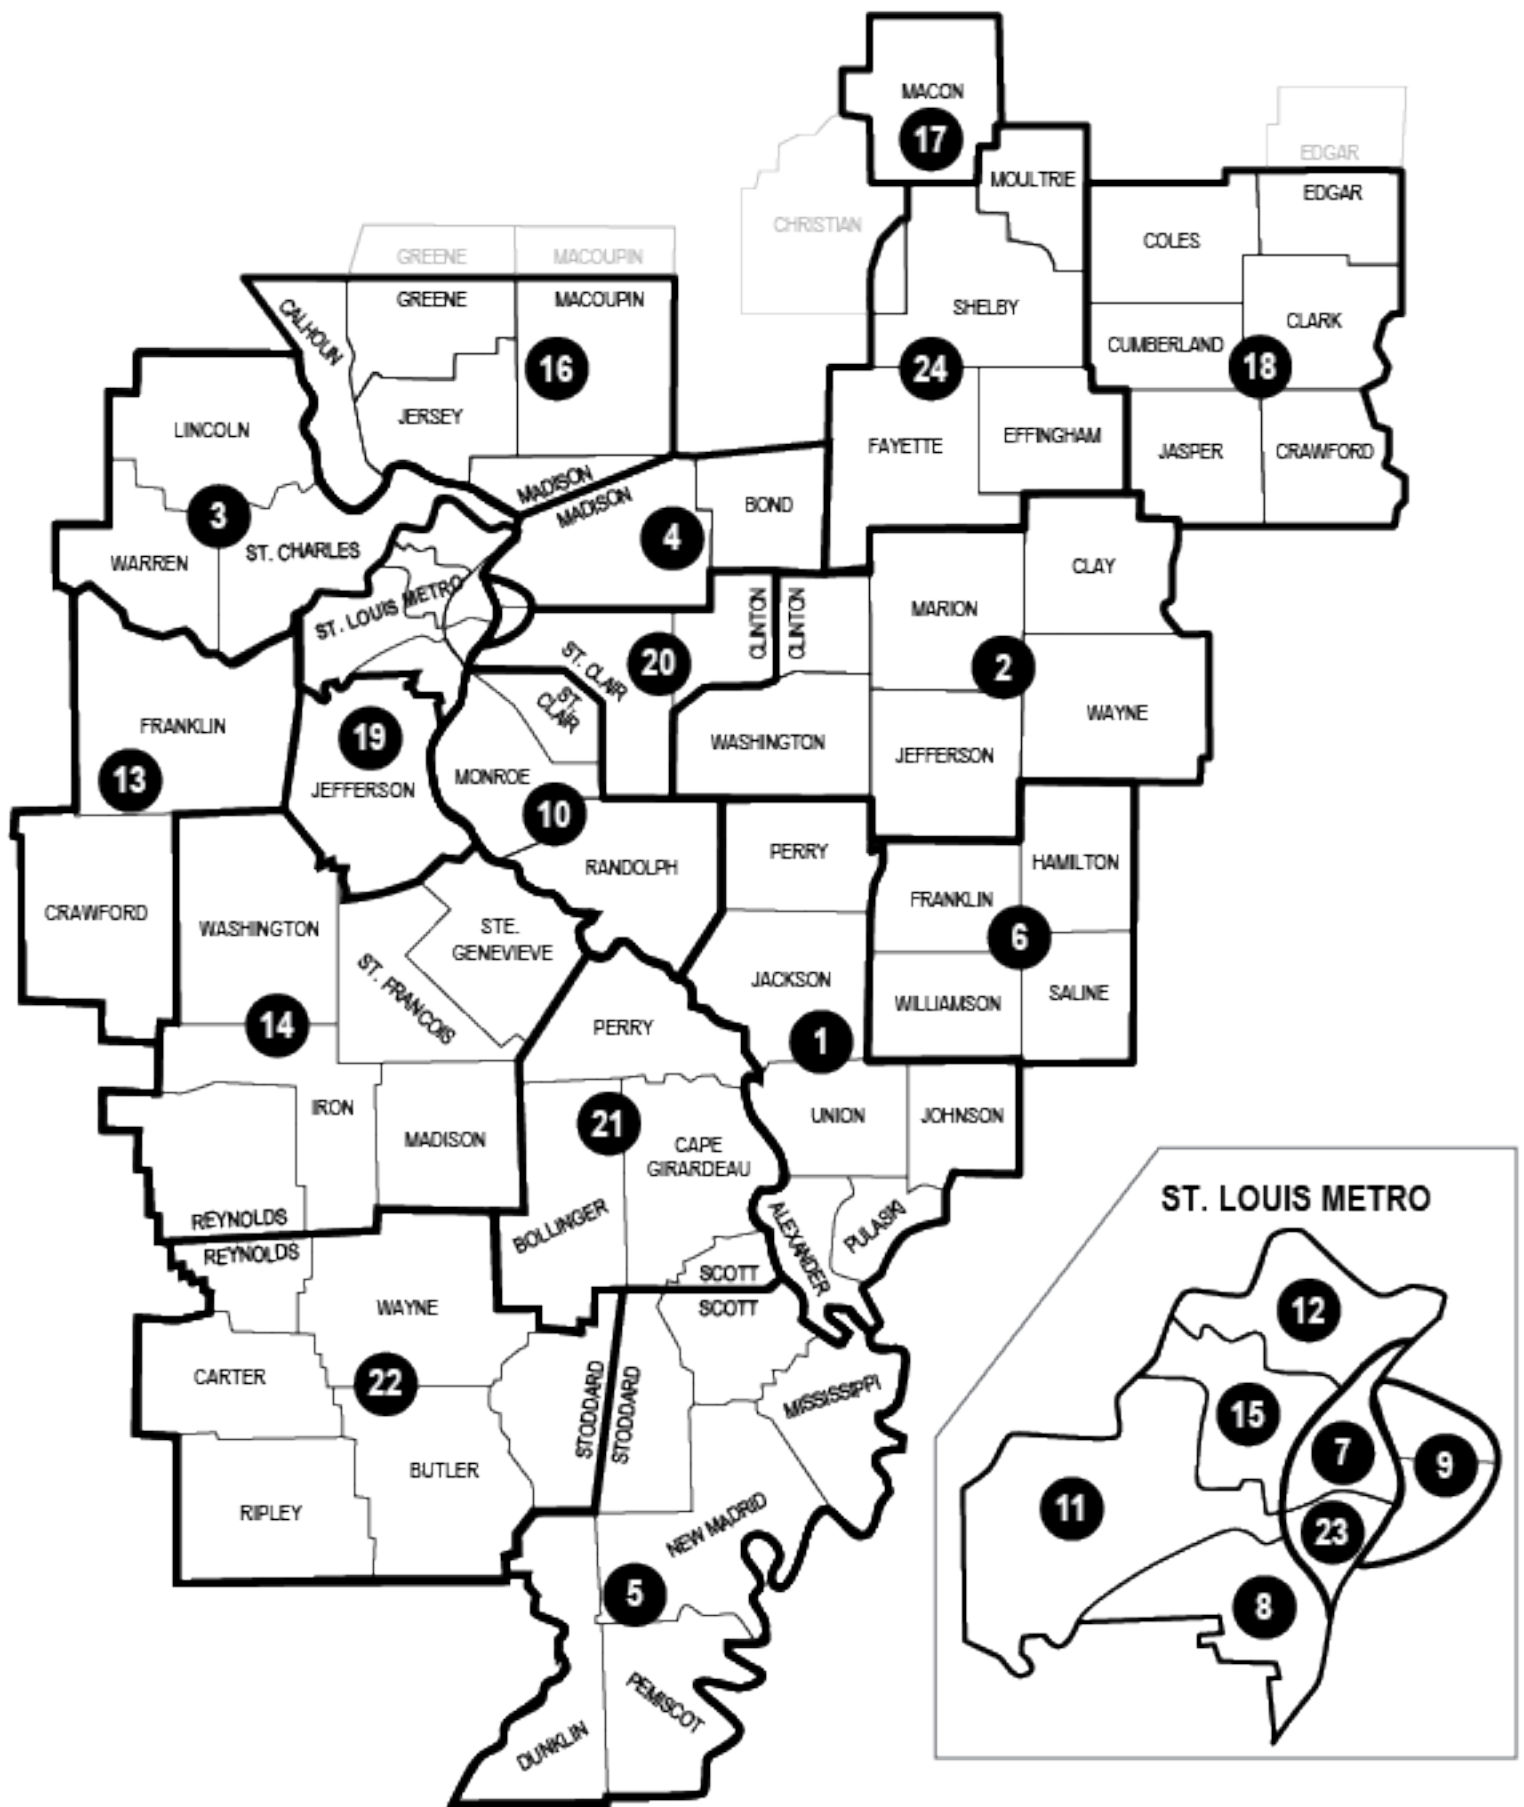 MACON
17
MOULTRIE
EDGAR
EDGAR
CHRISTIAN
COLES
GREENE
MACOUPIN
GREENE
MACOUPIN
CALHOUN
SHELBY
CLARK
CUMBERLAND
16
24
18
JERSEY
LINCOLN
FAYETTE
EFFINGHAM
JASPER
CRAWFORD
MADISON
MADISON
BOND
3
4
ST. CHARLES
WARREN
CLAY
ST. LOUIS METRO
CLINTON
CLINTON
MARION
ST. CLAIR
20
2
ST.
CLAIR
FRANKLIN
19
WASHINGTON
WAYNE
JEFFERSON
13
JEFFERSON
MONROE
10
PERRY
RANDOLPH
HAMILTON
FRANKLIN
CRAWFORD
WASHINGTON
STE.
GENEVIEVE
6
JACKSON
ST. FRANCOIS
WILLIAMSON
SALINE
14
PERRY
1
IRON
21
UNION
JOHNSON
MADISON
CAPE
GIRARDEAU
REYNOLDS
REYNOLDS
BOLLINGER
ALEXANDER
PULASKI
SCOTT
SCOTT
WAYNE
CARTER
22
STODDARD
STODDARD
MISSISSIPPI
BUTLER
RIPLEY
NEW MADRID
5
PEMISCOT
DUNKLIN
ST. LOUIS METRO
12
15
7
9
11
23
8